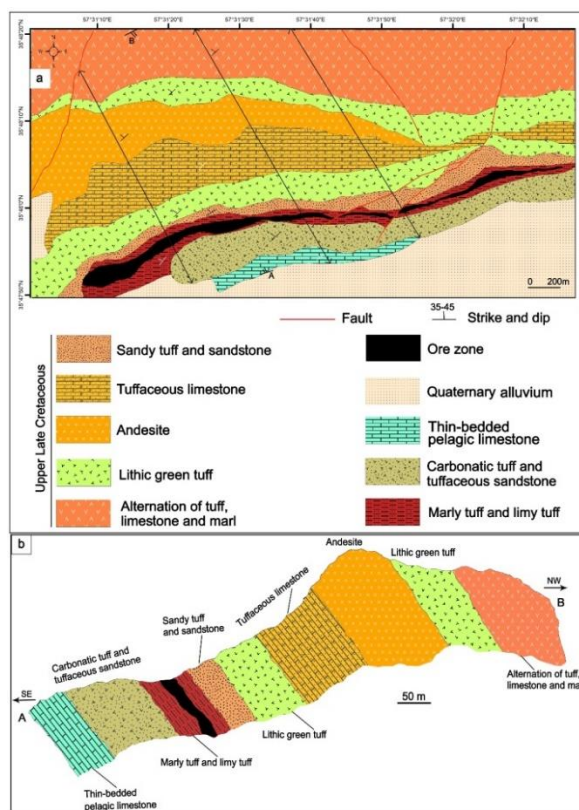 57°31'10"E 57°31'20"E 57°31'30"E 57°31'40"E 57°31'50"E 57°32'0"E 57°32'10"E
B
N
a
A
0 200m
35-45
Fault
Strike and dip
Upper Late Cretaceous
Sandy tuff and sandstone
Ore zone
Tuffaceous limestone
Quaternary alluvium
Andesite
Thin-bedded
pelagic limestone
Lithic green tuff
Carbonatic tuff and
tuffaceous sandstone
Alternation of tuff,
limestone and marl
Marly tuff and limy tuff
b
Andesite
Lithic green tuff
NW
B
Tuffaceous limestone
Sandy tuff
and sandstone
Carbonatic tuff and
tuffaceous sandstone
SE
A
50 m
Alternation of tuff,
limestone and marl
Lithic green tuff
Marly tuff and limy tuff
Thin-bedded
pelagic limestone